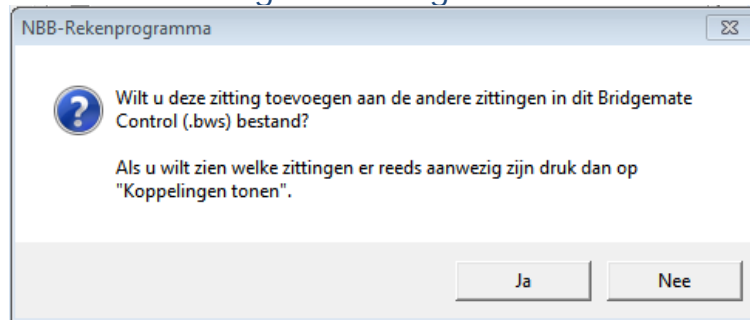 NBB-Rekenprogramma
Wilt u deze zitting toevoegen aan de andere zittingen in dit Bridgemate
Control (.bws) bestand?
Als u wilt zien welke zittingen er reeds aanwezig zijn druk dan op
"Koppelingen tonen".
Ja
Nee